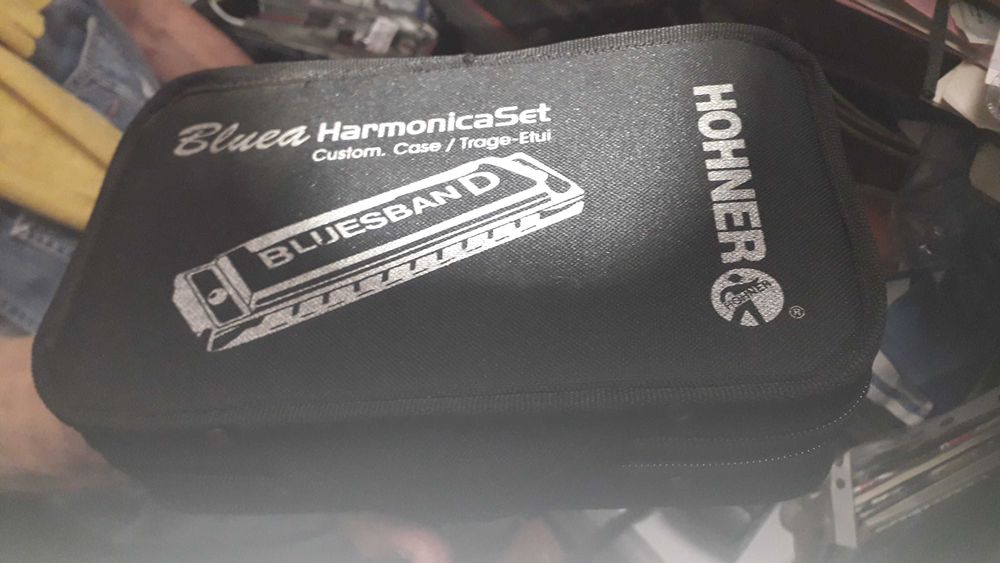 Bluea HarmonicaSet
Custom. Case / Trage-Etui
BLUESBAND
HOHNER
HOHNER
®